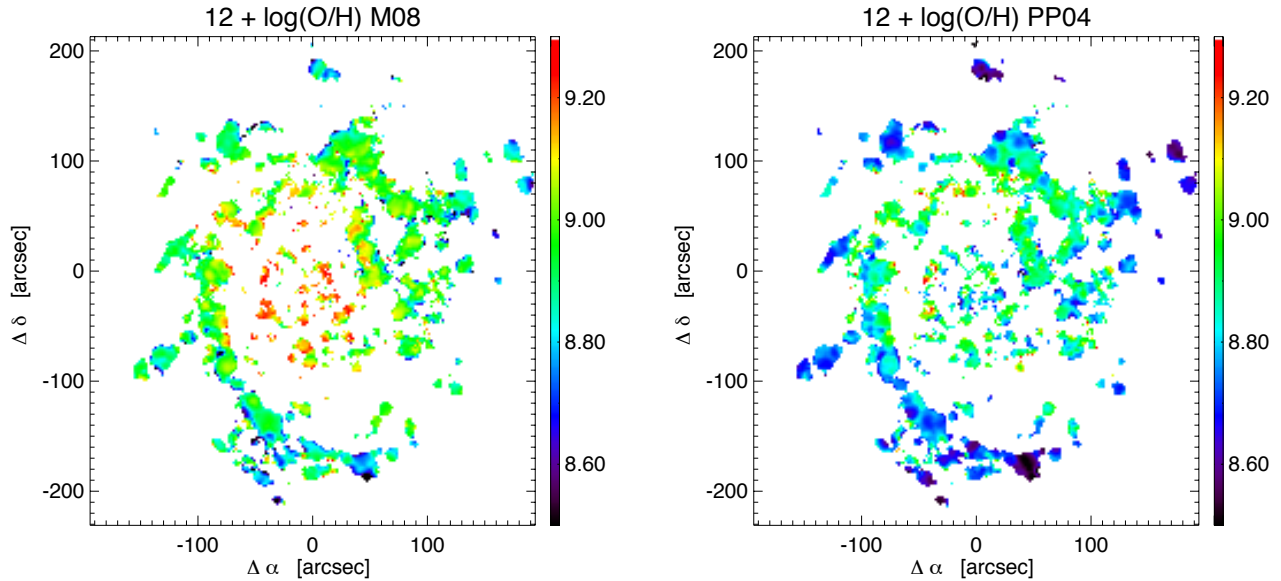 12 + log(O/H) M08
200
100
0
-100
-200
Δ δ [arcsec]
-100 0 100
Δ α [arcsec]
9.20
9.00
8.80
8.60
12 + log(O/H) PP04
200
100
0
-100
-200
Δ δ [arcsec]
-100 0 100
Δ α [arcsec]
9.20
9.00
8.80
8.60